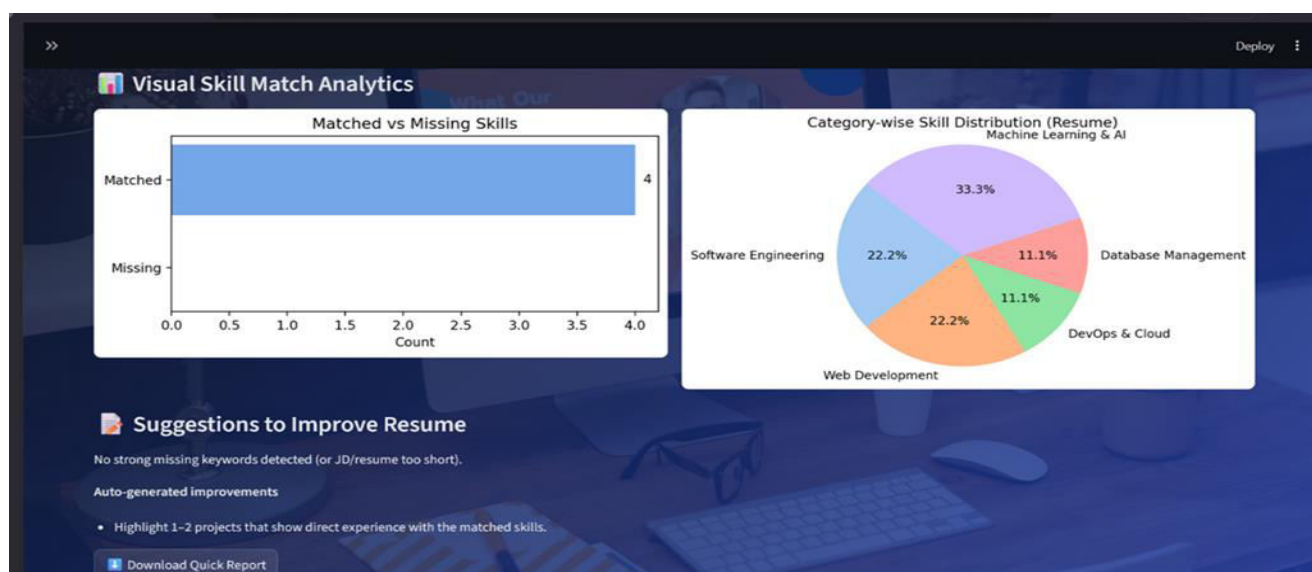 Deploy
Visual Skill Match Analytics
What Our
Matched vs Missing Skills
Matched
4
Missing
0.0 0.5 1.0 1.5 2.0 2.5 3.0 3.5 4.0
Count
Category-wise Skill Distribution (Resume)
Machine Learning & AI
33.3%
Software Engineering
22.2%
11.1%
Database Management
11.1%
DevOps & Cloud
22.2%
Web Development
Suggestions to Improve Resume
No strong missing keywords detected (or JD/resume too short).
Auto-generated improvements
• Highlight 1–2 projects that show direct experience with the matched skills.
Download Quick Report